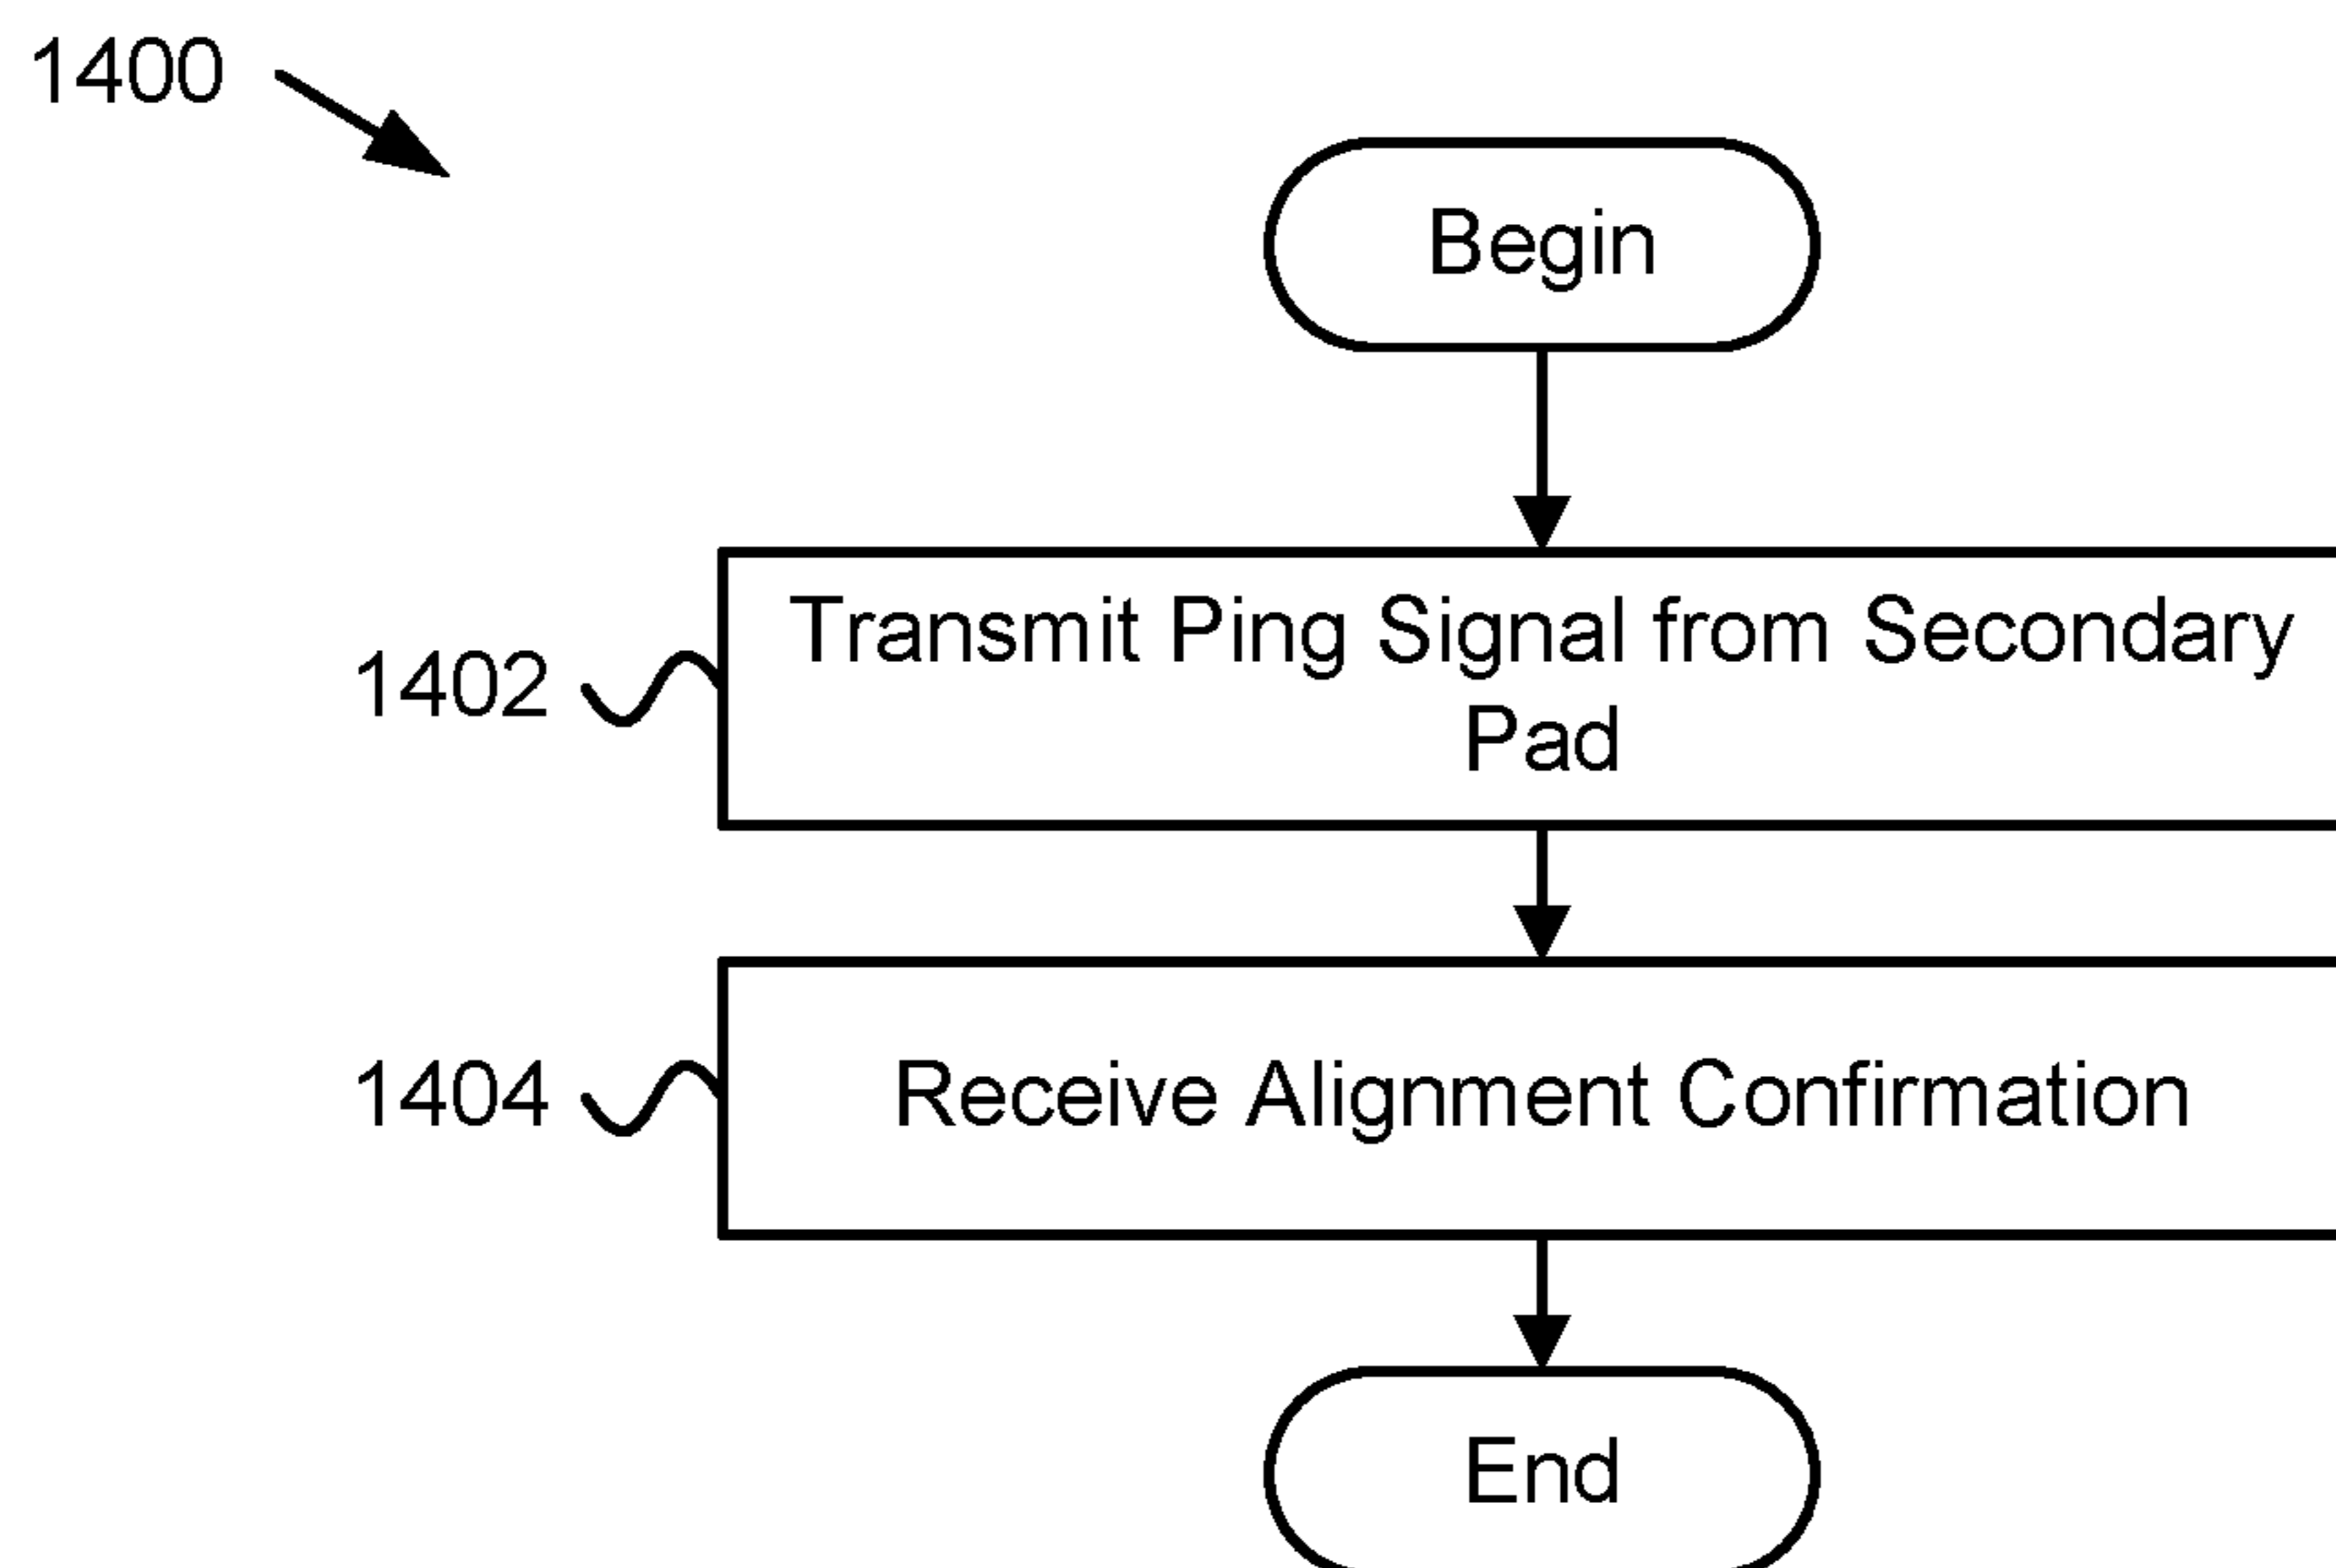 1400
Begin
Transmit Ping Signal from Secondary
Pad
1402
Receive Alignment Confirmation
1404
End